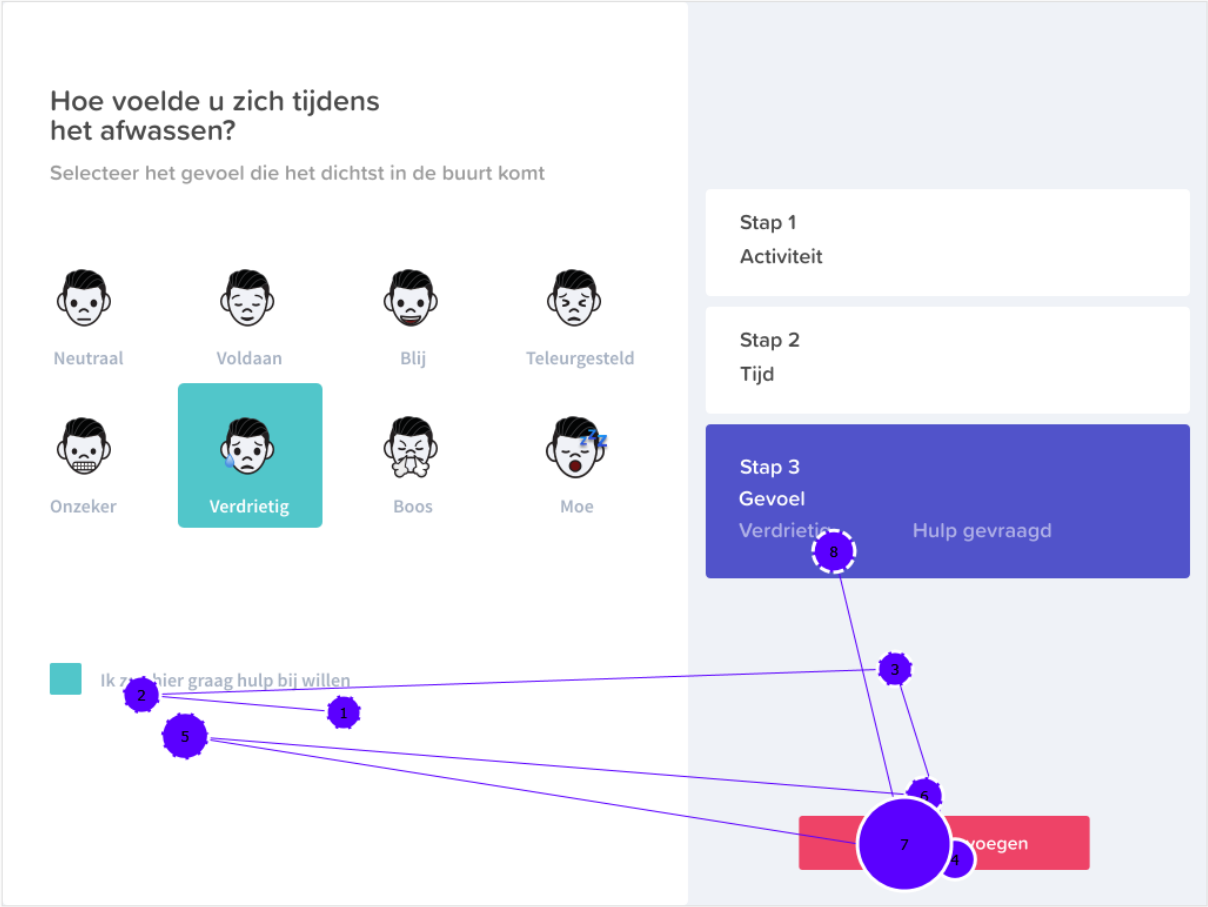 Hoe voelde u zich tijdens
het afwassen?
Selecteer het gevoel die het dichtst in de buurt komt
Neutraal
Voldaan
Blij
Teleurgesteld
Onzeker
Verdrietig
Boos
Moe
Ik hier graag hulp bij willen
Stap 1
Activiteit
Stap 2
Tijd
Stap 3
Gevoel
Verdrietig
Hulp gevraagd
1
2
3
4
5
6
7
8